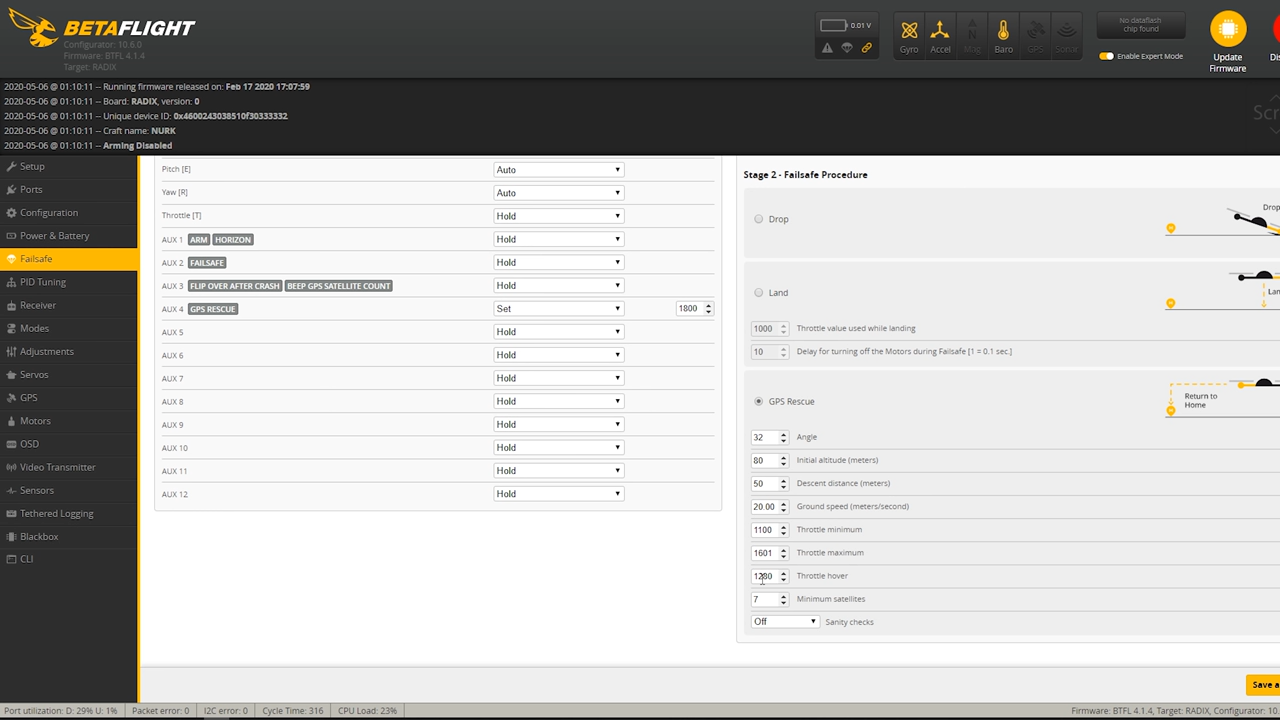 BETAFLIGHT
Configurator: 10.6.0
Firmware: BTFL 4.1.4
Target: RADIX
0.01 V
Gyro
Accel
Mag
Baro
GPS
Sonar
No dataflash
chip found
Enable Expert Mode
Update
Firmware
Dis
2020-05-06 @ 01:10:11 -- Running firmware released on: Feb 17 2020 17:07:59
2020-05-06 @ 01:10:11 -- Board: RADIX, version: 0
2020-05-06 @ 01:10:11 -- Unique device ID: 0x4600243038510f30333332
2020-05-06 @ 01:10:11 -- Craft name: NURK
2020-05-06 @ 01:10:11 -- Arming Disabled
Scr
Setup
Ports
Configuration
Power & Battery
Failsafe
PID Tuning
Receiver
Modes
Adjustments
Servos
GPS
Motors
OSD
Video Transmitter
Sensors
Tethered Logging
Blackbox
CLI
Pitch [E] Auto
Yaw [R] Auto
Throttle [T] Hold
AUX 1 ARM HORIZON Hold
AUX 2 FAILSAFE Hold
AUX 3 FLIP OVER AFTER CRASH BEEP GPS SATELLITE COUNT Hold
AUX 4 GPS RESCUE Set 1800
AUX 5 Hold
AUX 6 Hold
AUX 7 Hold
AUX 8 Hold
AUX 9 Hold
AUX 10 Hold
AUX 11 Hold
AUX 12 Hold
Stage 2 - Failsafe Procedure
Drop Drop
Land Lan
1000 Throttle value used while landing
10 Delay for turning off the Motors during Failsafe [1 = 0.1 sec.]
GPS Rescue
Return to
Home
32 Angle
80 Initial altitude (meters)
50 Descent distance (meters)
20.00 Ground speed (meters/second)
1100 Throttle minimum
1601 Throttle maximum
1280 Throttle hover
7 Minimum satellites
Off Sanity checks
Save a
Port utilization: D: 29% U: 1%
Packet error: 0
I2C error: 0
Cycle Time: 316
CPU Load: 23%
Firmware: BTFL 4.1.4, Target: RADIX, Configurator: 10.